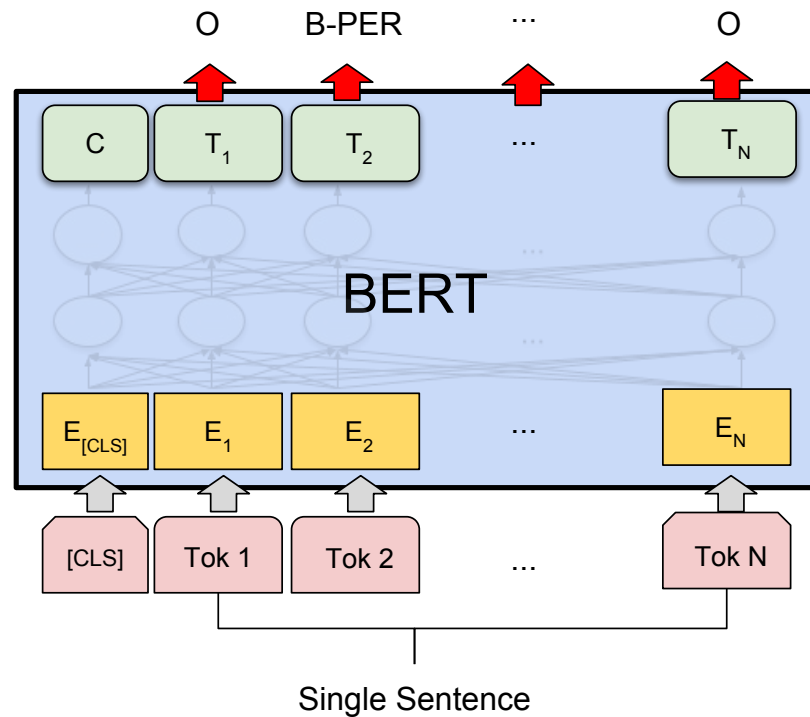 O B-PER ... O
C T1 T2 ... TN
...
BERT
...
E[CLS] E1 E2 ... EN
[CLS] Tok 1 Tok 2 ... Tok N
Single Sentence